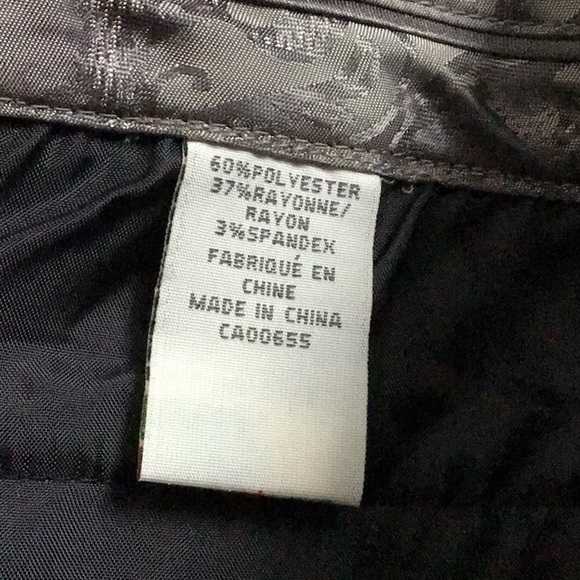 60%POLYESTER
37%RAYONNE/
RAYON
3%SPANDEX
FABRIQUÉ EN
CHINE
MADE IN CHINA
CA00655